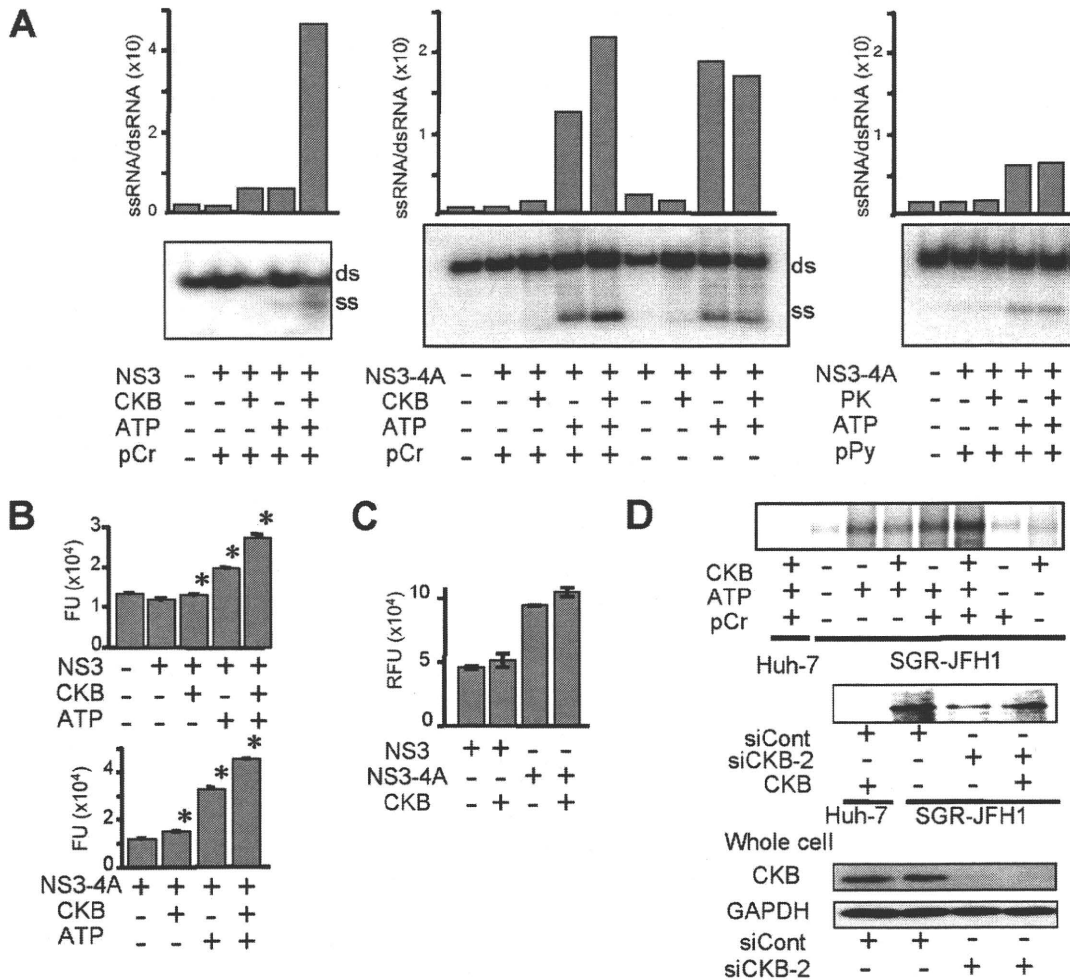 A
ssRNA/dsRNA (x10)
4
2
0
ds
ss
NS3 - + + + +
CKB - - + - +
ATP - - - + +
pCr - + + + +
ssRNA/dsRNA (x10)
2
1
0
ds
ss
NS3-4A - + + + + + + + +
CKB - - + - + - + - +
ATP - - - + + - - + +
pCr - + + + + - - - -
ssRNA/dsRNA (x10)
2
1
0
NS3-4A - + + + +
PK - - + - +
ATP - - - + +
pPy - + + + +
B
FU (x10⁴)
3
2
1
0
* * *
NS3 - + + + +
CKB - - + - +
ATP - - - + +
FU (x10⁴)
4
2
0
* * *
NS3-4A + + + +
CKB - + - +
ATP - - + +
C
RFU (x10⁴)
10
5
0
NS3 + + - -
NS3-4A - - + +
CKB - + - +
D
CKB + - - + - + - +
ATP + - + + + + - -
pCr + - - - + + + -
Huh-7 SGR-JFH1
siCont + + - -
siCKB-2 - - + +
CKB + - - +
Huh-7 SGR-JFH1
Whole cell
CKB
GAPDH
siCont + + - -
siCKB-2 - - + +